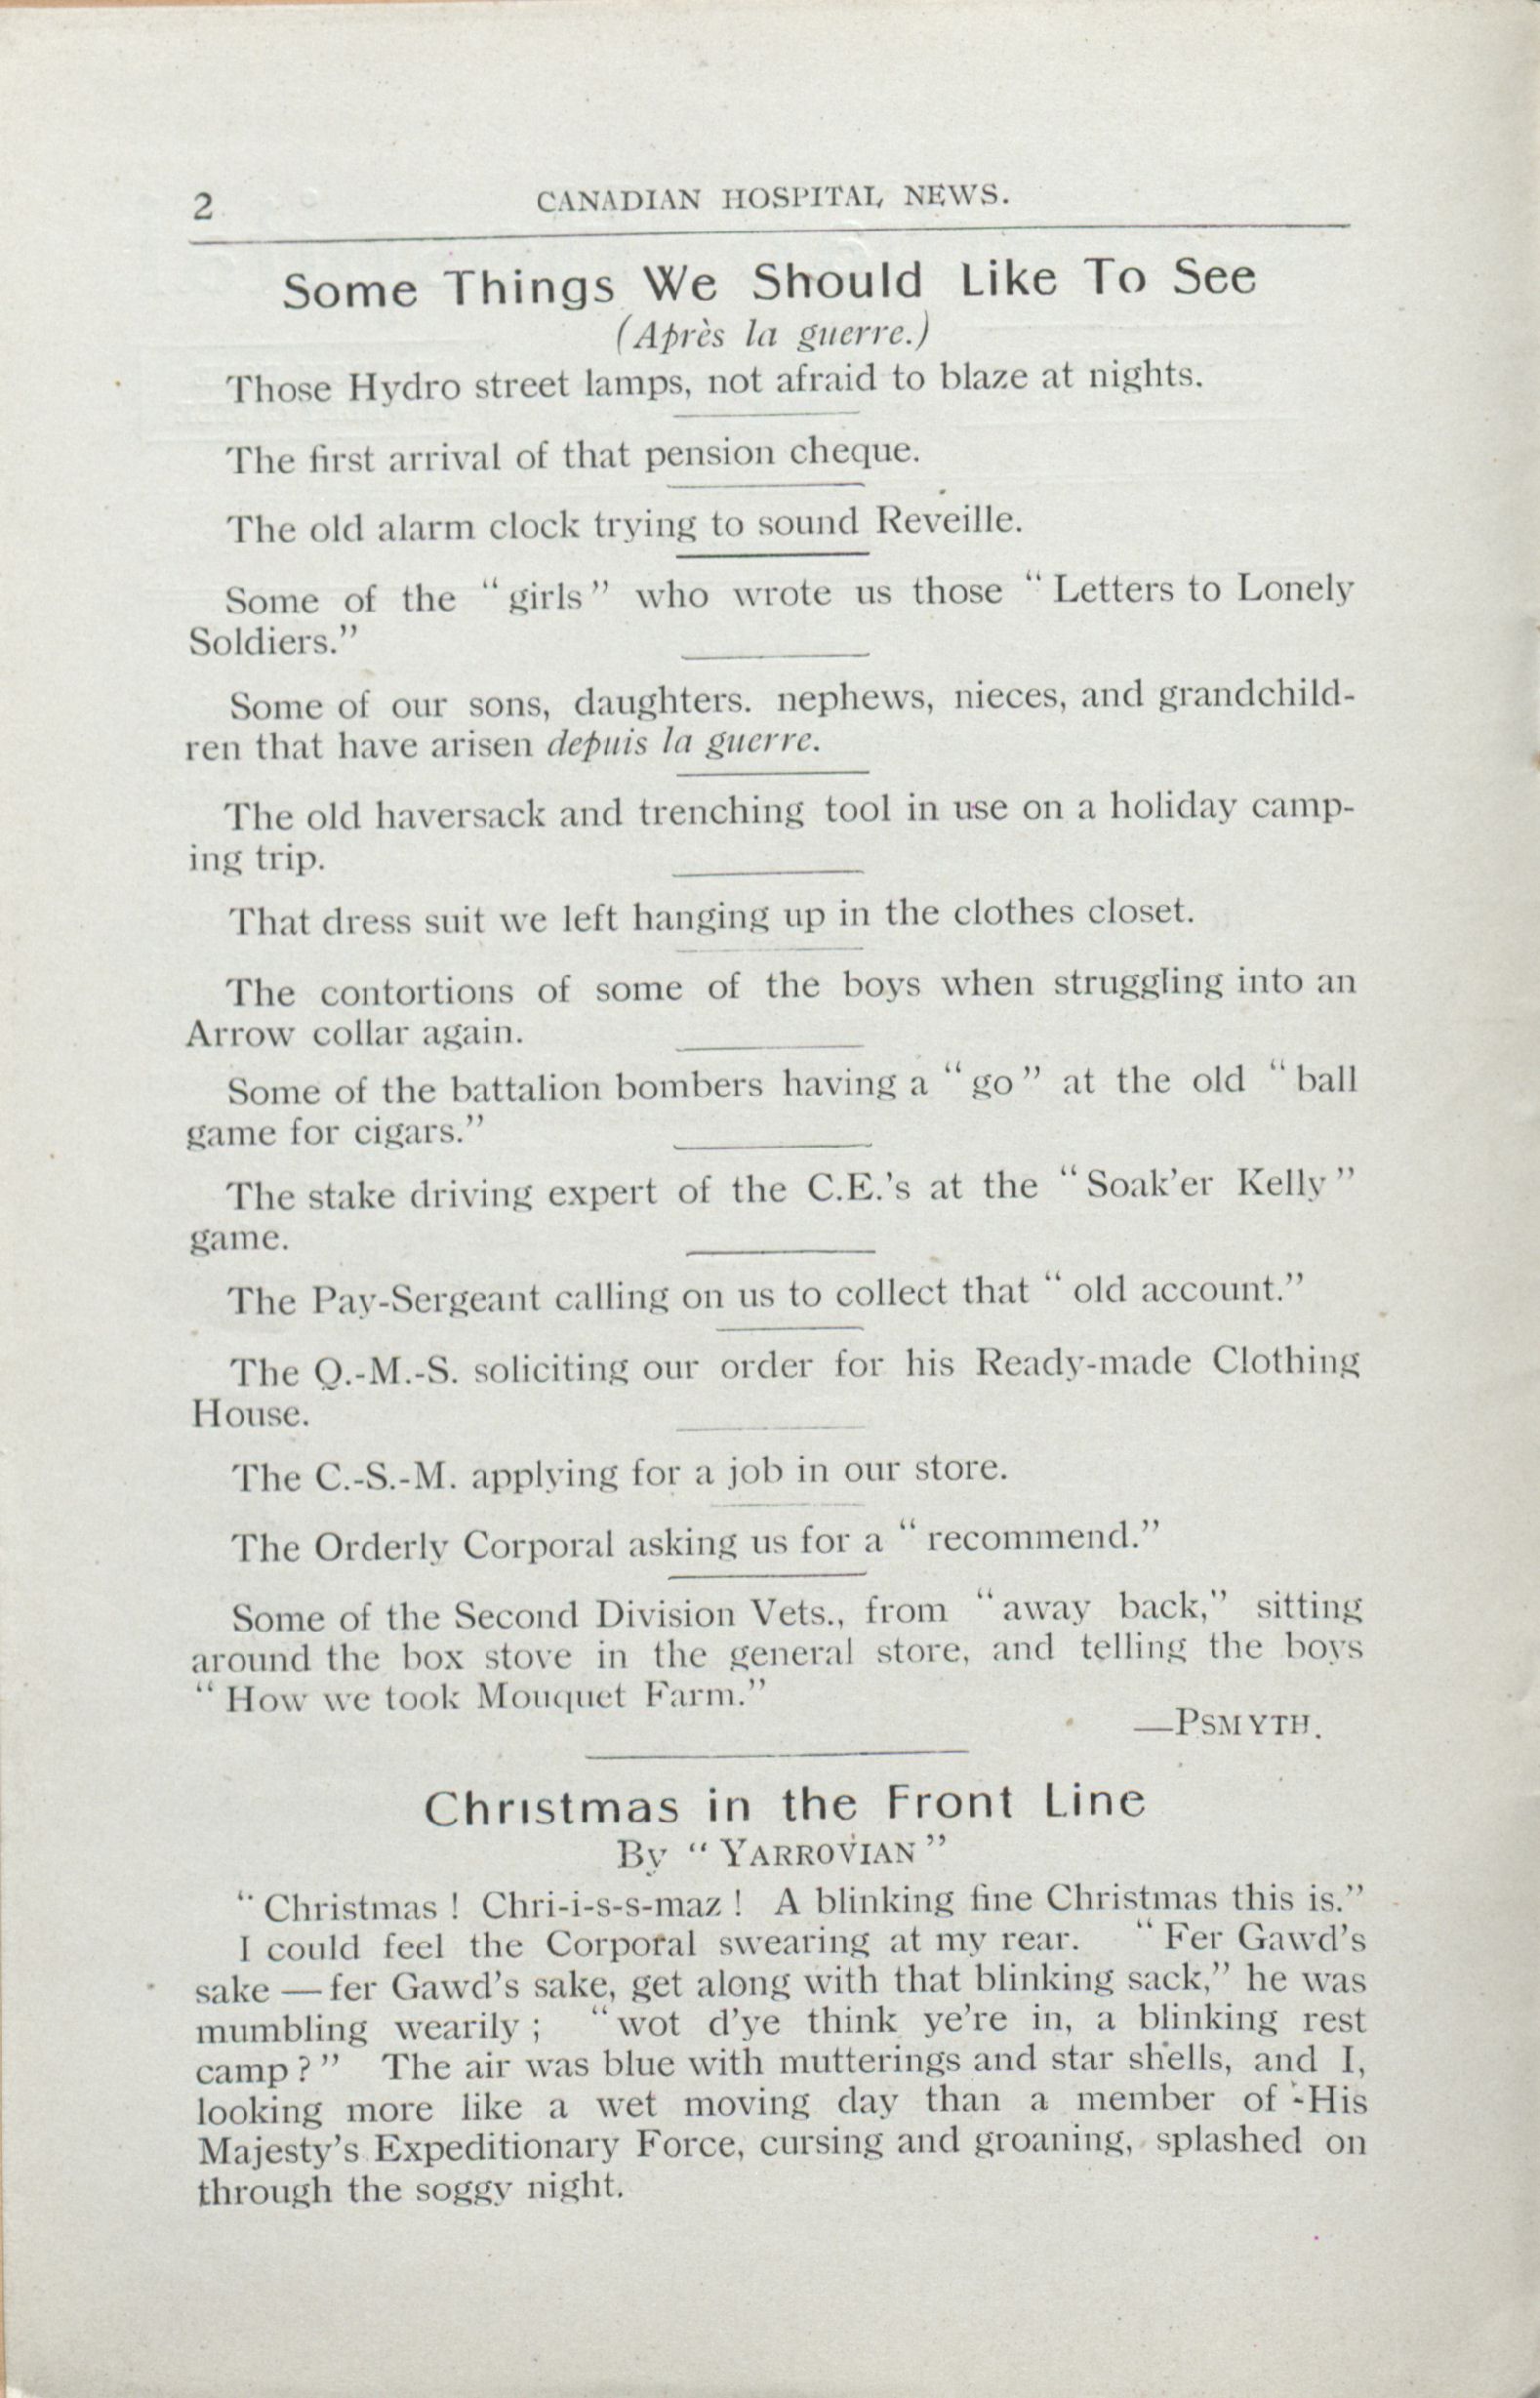 2
CANADIAN HOSPITAL NEWS.
Some Things We Should Like To See
(Après la guerre.)
Those Hydro street lamps, not afraid to blaze at nights.
The first arrival of that pension cheque.
The old alarm clock trying to sound Reveille.
Some of the “girls” who wrote us those “Letters to Lonely
Soldiers.”
Some of our sons, daughters. nephews, nieces, and grandchild-
ren that have arisen depuis la guerre.
The old haversack and trenching tool in use on a holiday camp-
ing trip.
That dress suit we left hanging up in the clothes closet.
The contortions of some of the boys when struggling into an
Arrow collar again.
Some of the battalion bombers having a “go” at the old “ball
game for cigars.”
The stake driving expert of the C.E.'s at the “Soak'er Kelly”
game.
The Pay-Sergeant calling on us to collect that “old account.”
The Q.-M.-S. soliciting our order for his Ready-made Clothing
House.
The C.-S.-M. applying for a job in our store.
The Orderly Corporal asking us for a “recommend.”
Some of the Second Division Vets., from “away back,” sitting
around the box stove in the general store, and telling the boys
“How we took Mouquet Farm.”
—PSMYTH.
Christmas in the Front Line
By “YARROVIAN”
“Christmas ! Chri-i-s-s-maz ! A blinking fine Christmas this is.”
I could feel the Corporal swearing at my rear. “Fer Gawd's
sake — fer Gawd's sake, get along with that blinking sack,” he was
mumbling wearily ; “wot d'ye think ye're in, a blinking rest
camp ?” The air was blue with mutterings and star shells, and I,
looking more like a wet moving day than a member of His
Majesty's Expeditionary Force, cursing and groaning, splashed on
through the soggy night.